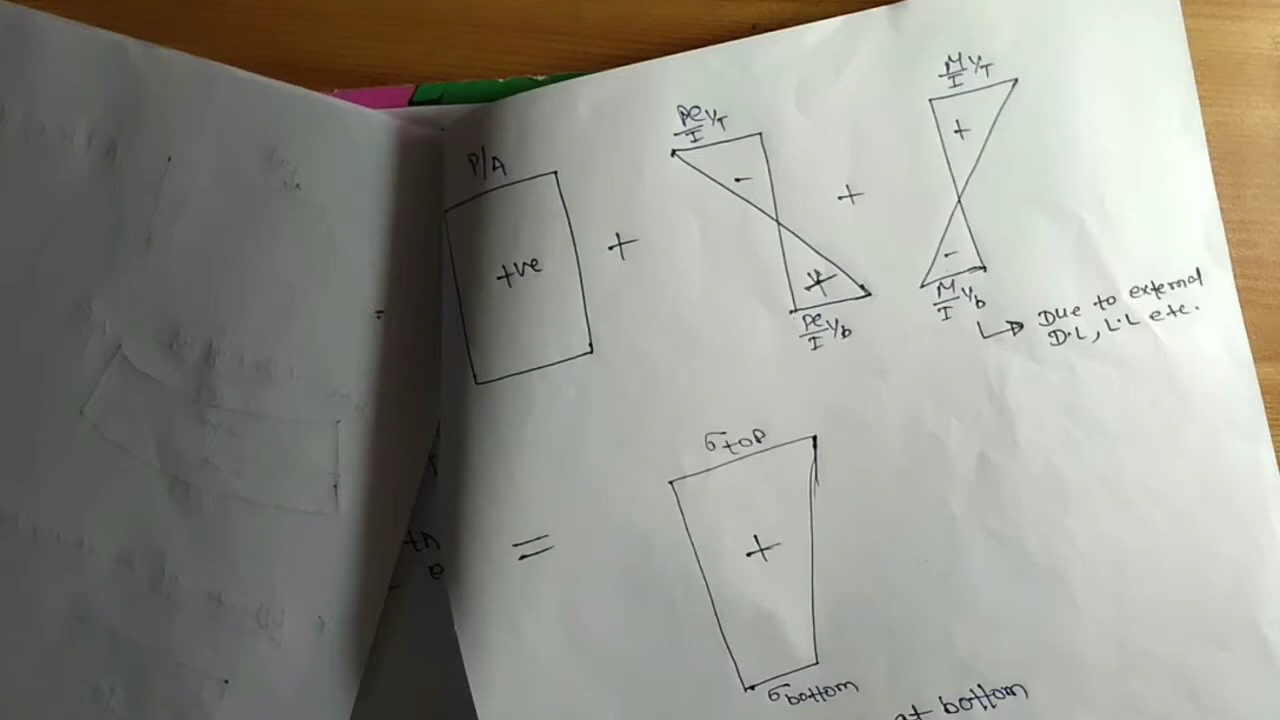 P/A
+ve
+
Pe/I yT
-
+
Pe/I yb
+
M/I yT
+
-
M/I yb
Due to external
D.L, L.L etc.
=
σtop
+
σbottom
at bottom